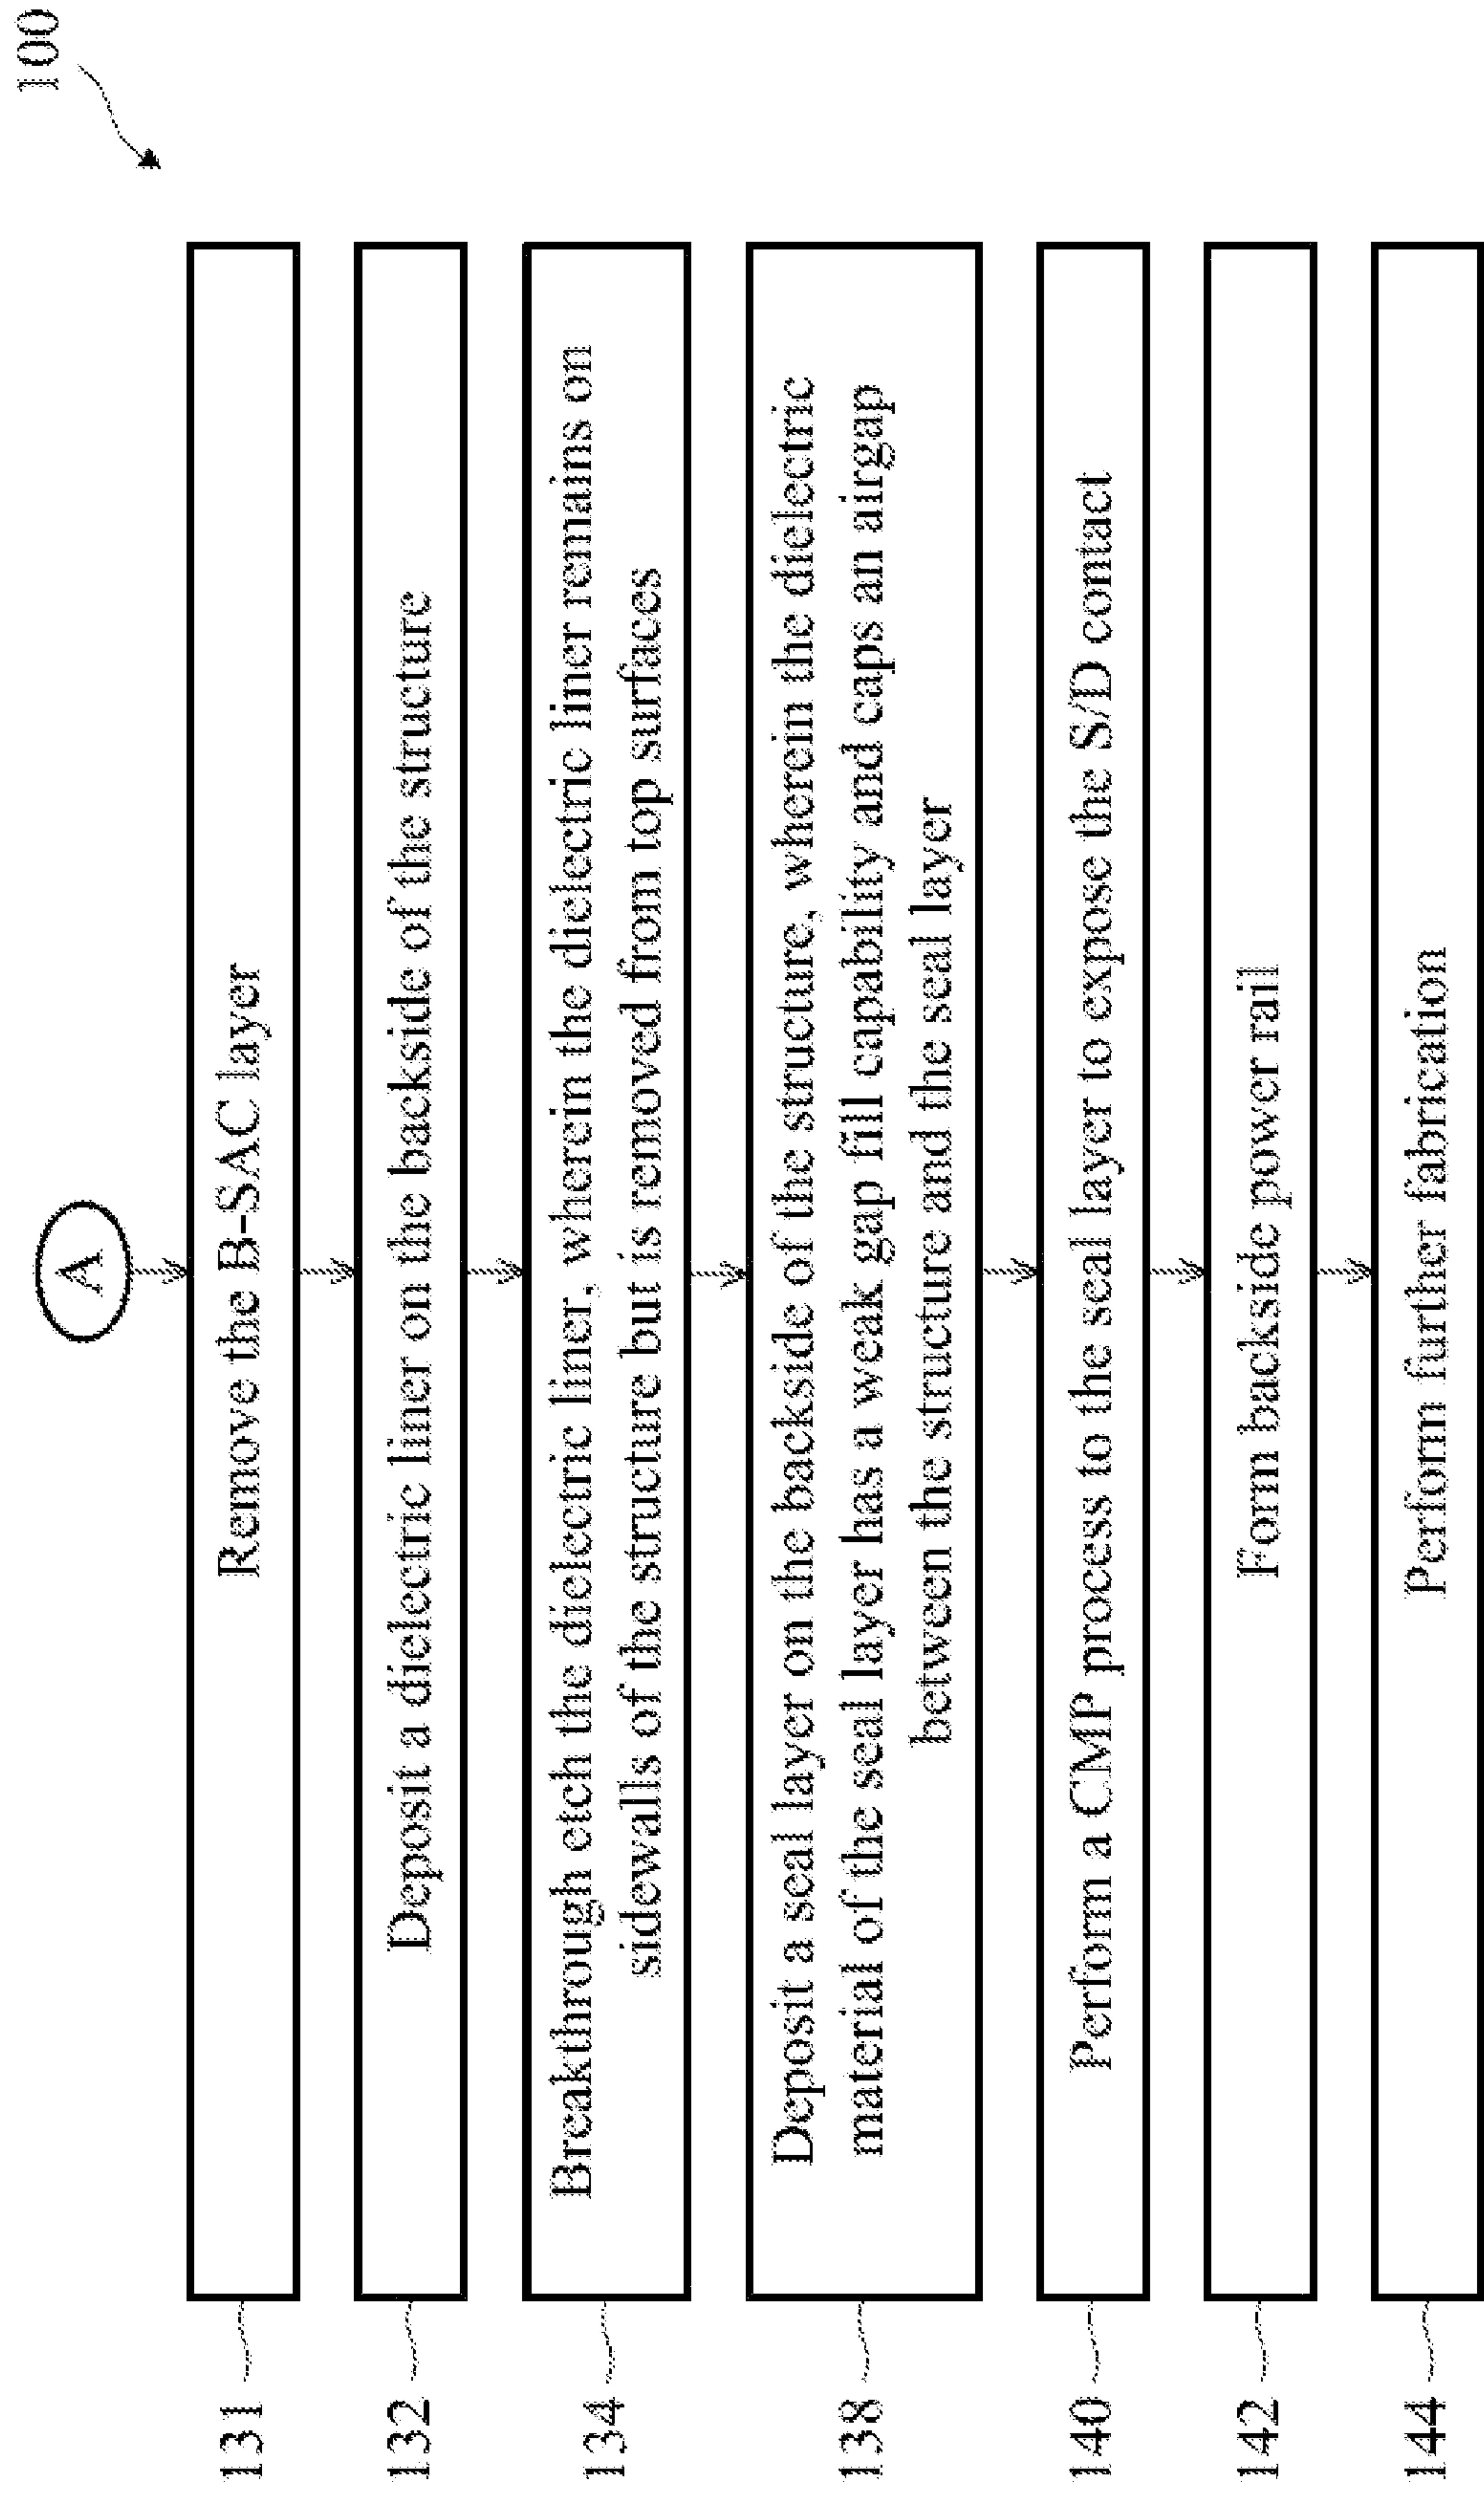 100
A
131
Remove the B-SAC layer
132
Deposit a dielectric liner on the backside of the structure
134
Breakthrough etch the dielectric liner, wherein the dielectric liner remains on
sidewalls of the structure but is removed from top surfaces
138
Deposit a seal layer on the backside of the structure, wherein the dielectric
material of the seal layer has a weak gap fill capability and caps an airgap
between the structure and the seal layer
140
Perform a CMP process to the seal layer to expose the S/D contact
142
Form backside power rail
144
Perform further fabrication